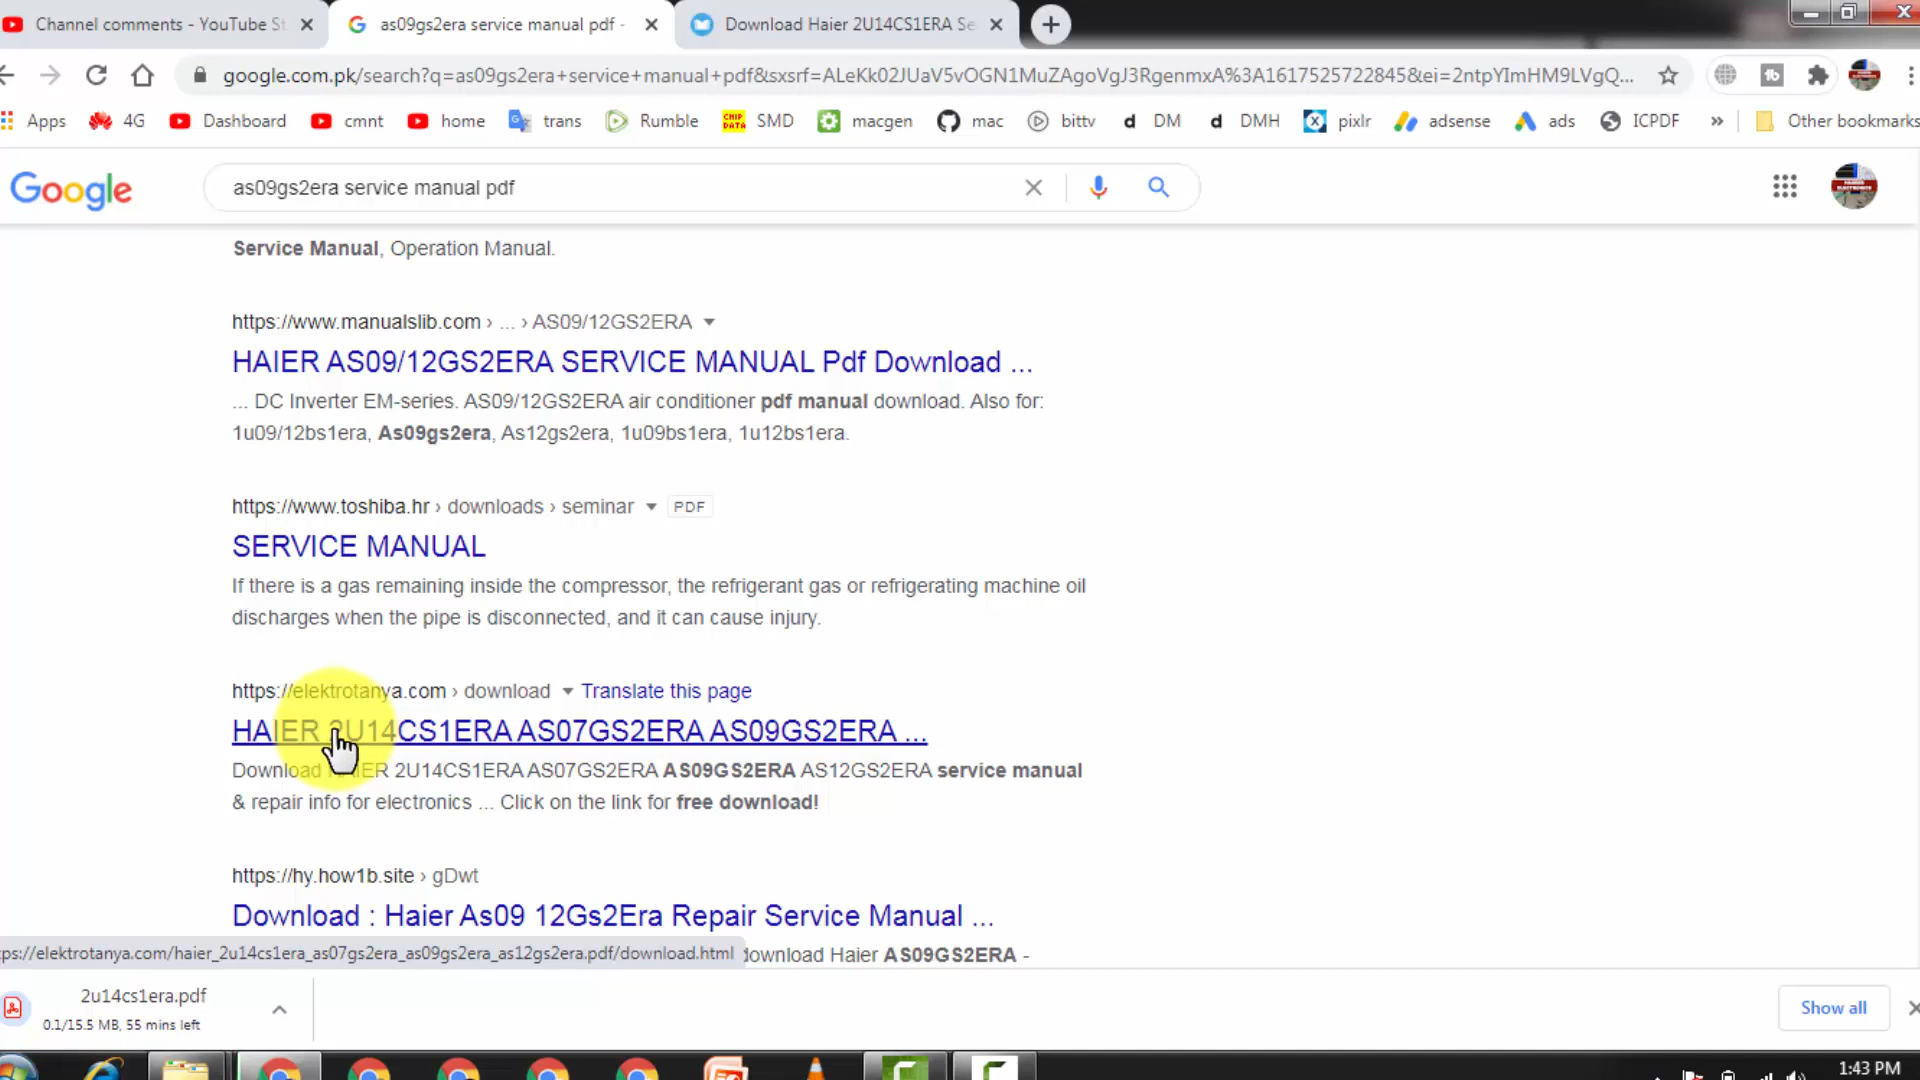 Channel comments - YouTube St
as09gs2era service manual pdf -
Download Haier 2U14CS1ERA Se
google.com.pk/search?q=as09gs2era+service+manual+pdf&sxsrf=ALeKk02JUaV5vOGN1MuZAgoVgJ3RgenmxA%3A1617525722845&ei=2ntpYImHM9LVgQ...
Apps 4G Dashboard cmnt home trans Rumble CHIP DATA SMD macgen mac bittv d DM d DMH pixlr adsense ads ICPDF » Other bookmarks
Google
as09gs2era service manual pdf
Service Manual, Operation Manual.
https://www.manualslib.com › ... › AS09/12GS2ERA
HAIER AS09/12GS2ERA SERVICE MANUAL Pdf Download ...
... DC Inverter EM-series. AS09/12GS2ERA air conditioner pdf manual download. Also for:
1u09/12bs1era, As09gs2era, As12gs2era, 1u09bs1era, 1u12bs1era.
https://www.toshiba.hr › downloads › seminar PDF
SERVICE MANUAL
If there is a gas remaining inside the compressor, the refrigerant gas or refrigerating machine oil
discharges when the pipe is disconnected, and it can cause injury.
https://elektrotanya.com › download Translate this page
HAIER 2U14CS1ERA AS07GS2ERA AS09GS2ERA ...
Download HAIER 2U14CS1ERA AS07GS2ERA AS09GS2ERA AS12GS2ERA service manual
& repair info for electronics ... Click on the link for free download!
https://hy.how1b.site › gDwt
Download : Haier As09 12Gs2Era Repair Service Manual ...
download Haier AS09GS2ERA -
ps://elektrotanya.com/haier_2u14cs1era_as07gs2era_as09gs2era_as12gs2era.pdf/download.html
2u14cs1era.pdf
0.1/15.5 MB, 55 mins left
Show all
1:43 PM